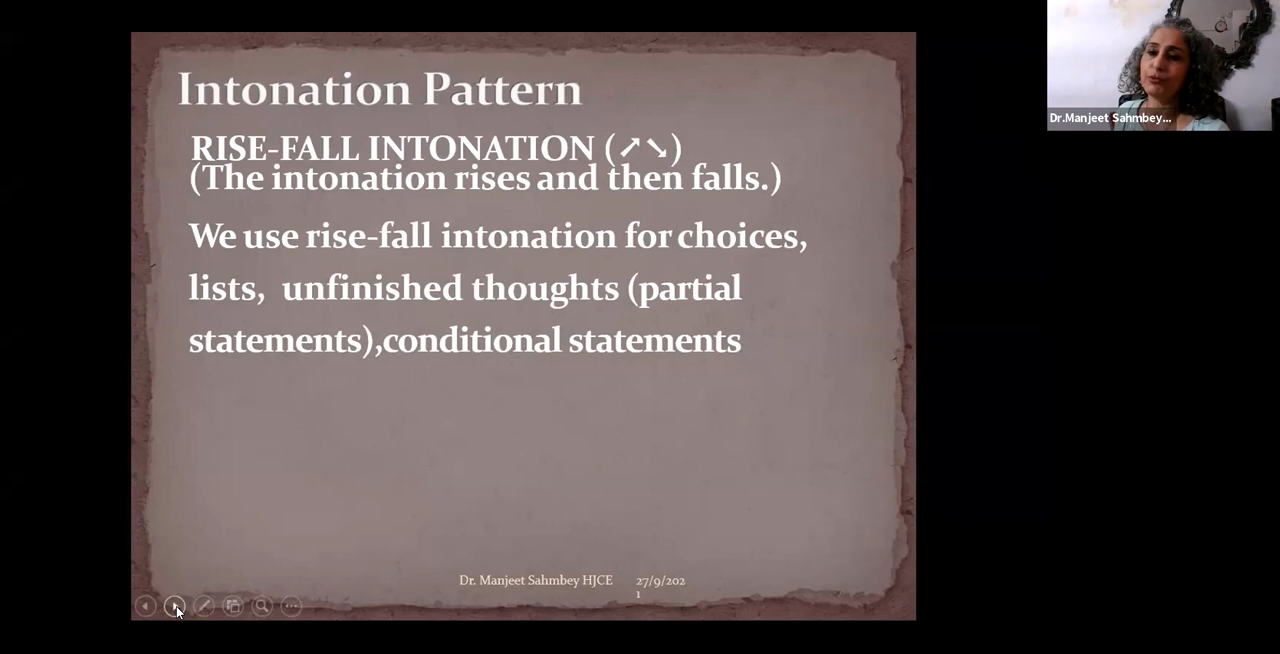 Intonation Pattern
RISE-FALL INTONATION (➚➘)
(The intonation rises and then falls.)
We use rise-fall intonation for choices,
lists,  unfinished thoughts (partial
statements),conditional statements
Dr. Manjeet Sahmbey HJCE
27/9/202
1
Dr.Manjeet Sahmbey...